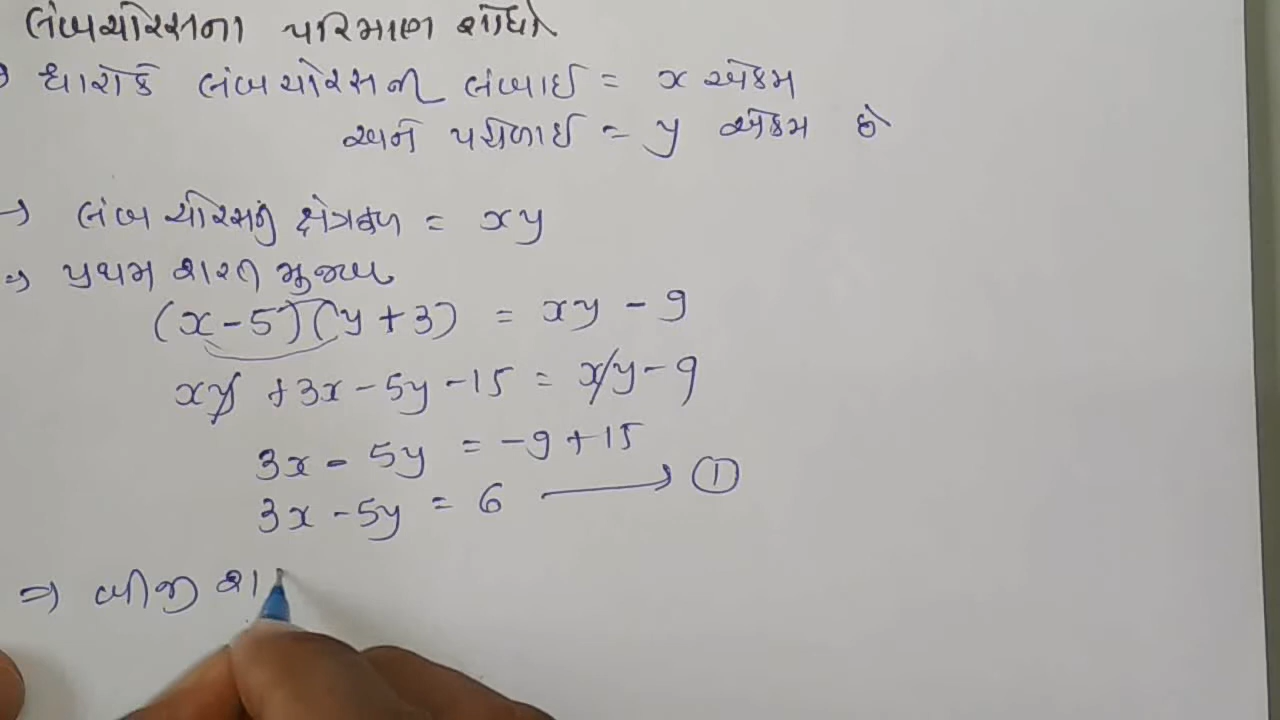 લંબચોરસના પરિમાણ શોધો.
ધારોકે લંબચોરસની લંબાઈ = x એકમ
અને પહોળાઈ = y એકમ છે
→ લંબચોરસનું ક્ષેત્રફળ = xy
⇒ પ્રથમ શરત મુજબ
(x-5)(y+3) = xy - 9
xy + 3x - 5y - 15 = xy - 9
3x - 5y = -9 + 15
3x - 5y = 6 → ①
⇒ બીજી શા